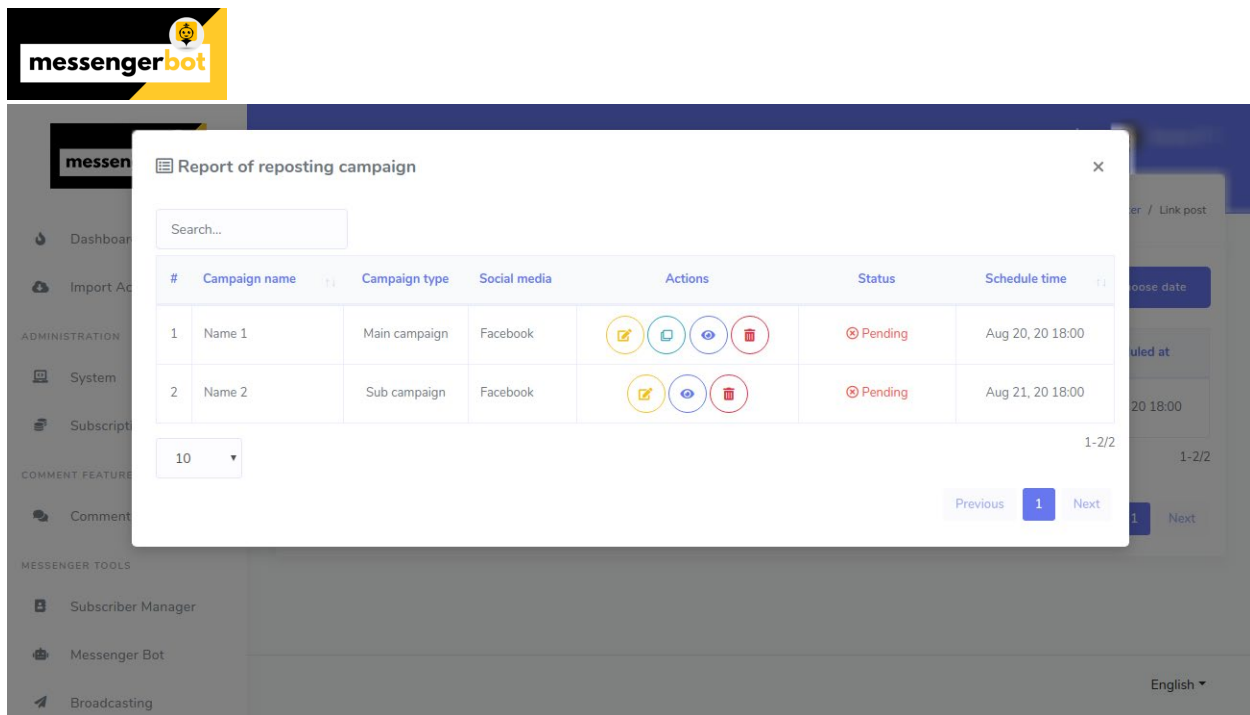 messengerbot
messen
Report of reposting campaign
×
er / Link post
Search...
Dashboar
# Campaign name Campaign type Social media Actions Status Schedule time
Import Ac
oose date
1 Name 1 Main campaign Facebook Pending Aug 20, 20 18:00
ADMINISTRATION
uled at
System
2 Name 2 Sub campaign Facebook Pending Aug 21, 20 18:00
20 18:00
Subscripti
1-2/2
10
1-2/2
COMMENT FEATURE
Previous 1 Next
Comment
1 Next
MESSENGER TOOLS
Subscriber Manager
Messenger Bot
English
Broadcasting